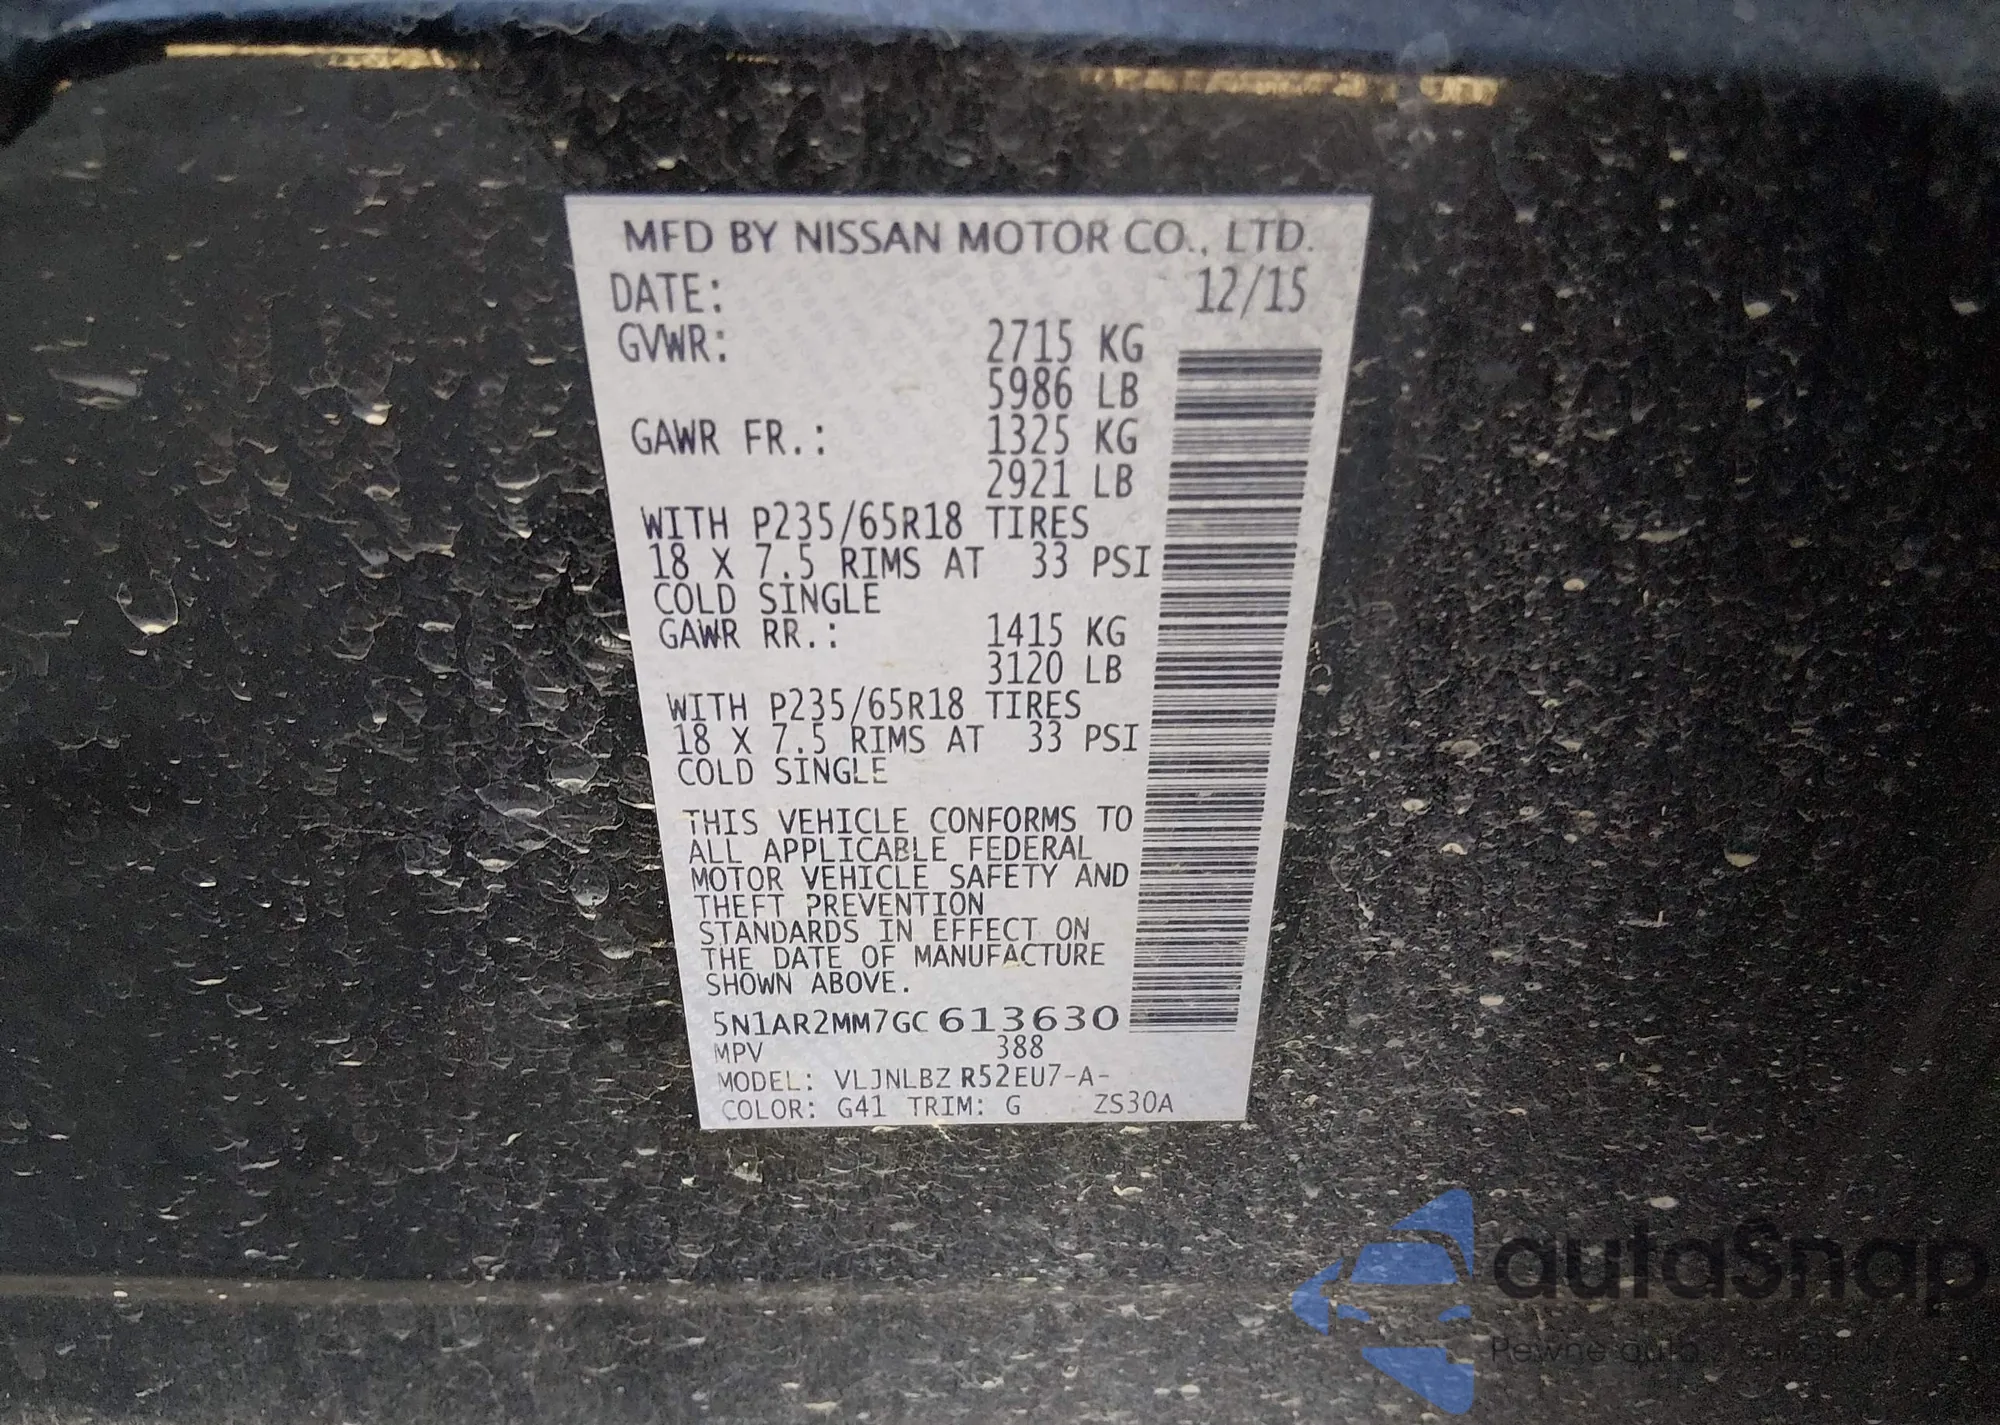 MFD BY NISSAN MOTOR CO., LTD.
DATE: 12/15
GVWR: 2715 KG
5986 LB
GAWR FR.: 1325 KG
2921 LB
WITH P235/65R18 TIRES
18 X 7.5 RIMS AT 33 PSI
COLD SINGLE
GAWR RR.: 1415 KG
3120 LB
WITH P235/65R18 TIRES
18 X 7.5 RIMS AT 33 PSI
COLD SINGLE
THIS VEHICLE CONFORMS TO
ALL APPLICABLE FEDERAL
MOTOR VEHICLE SAFETY AND
THEFT PREVENTION
STANDARDS IN EFFECT ON
THE DATE OF MANUFACTURE
SHOWN ABOVE.
5N1AR2MM7GC613630
MPV 388
MODEL: VLJNLBZ R52EU7-A-
COLOR: G41 TRIM: G ZS30A
autaSnap
Pewne auta